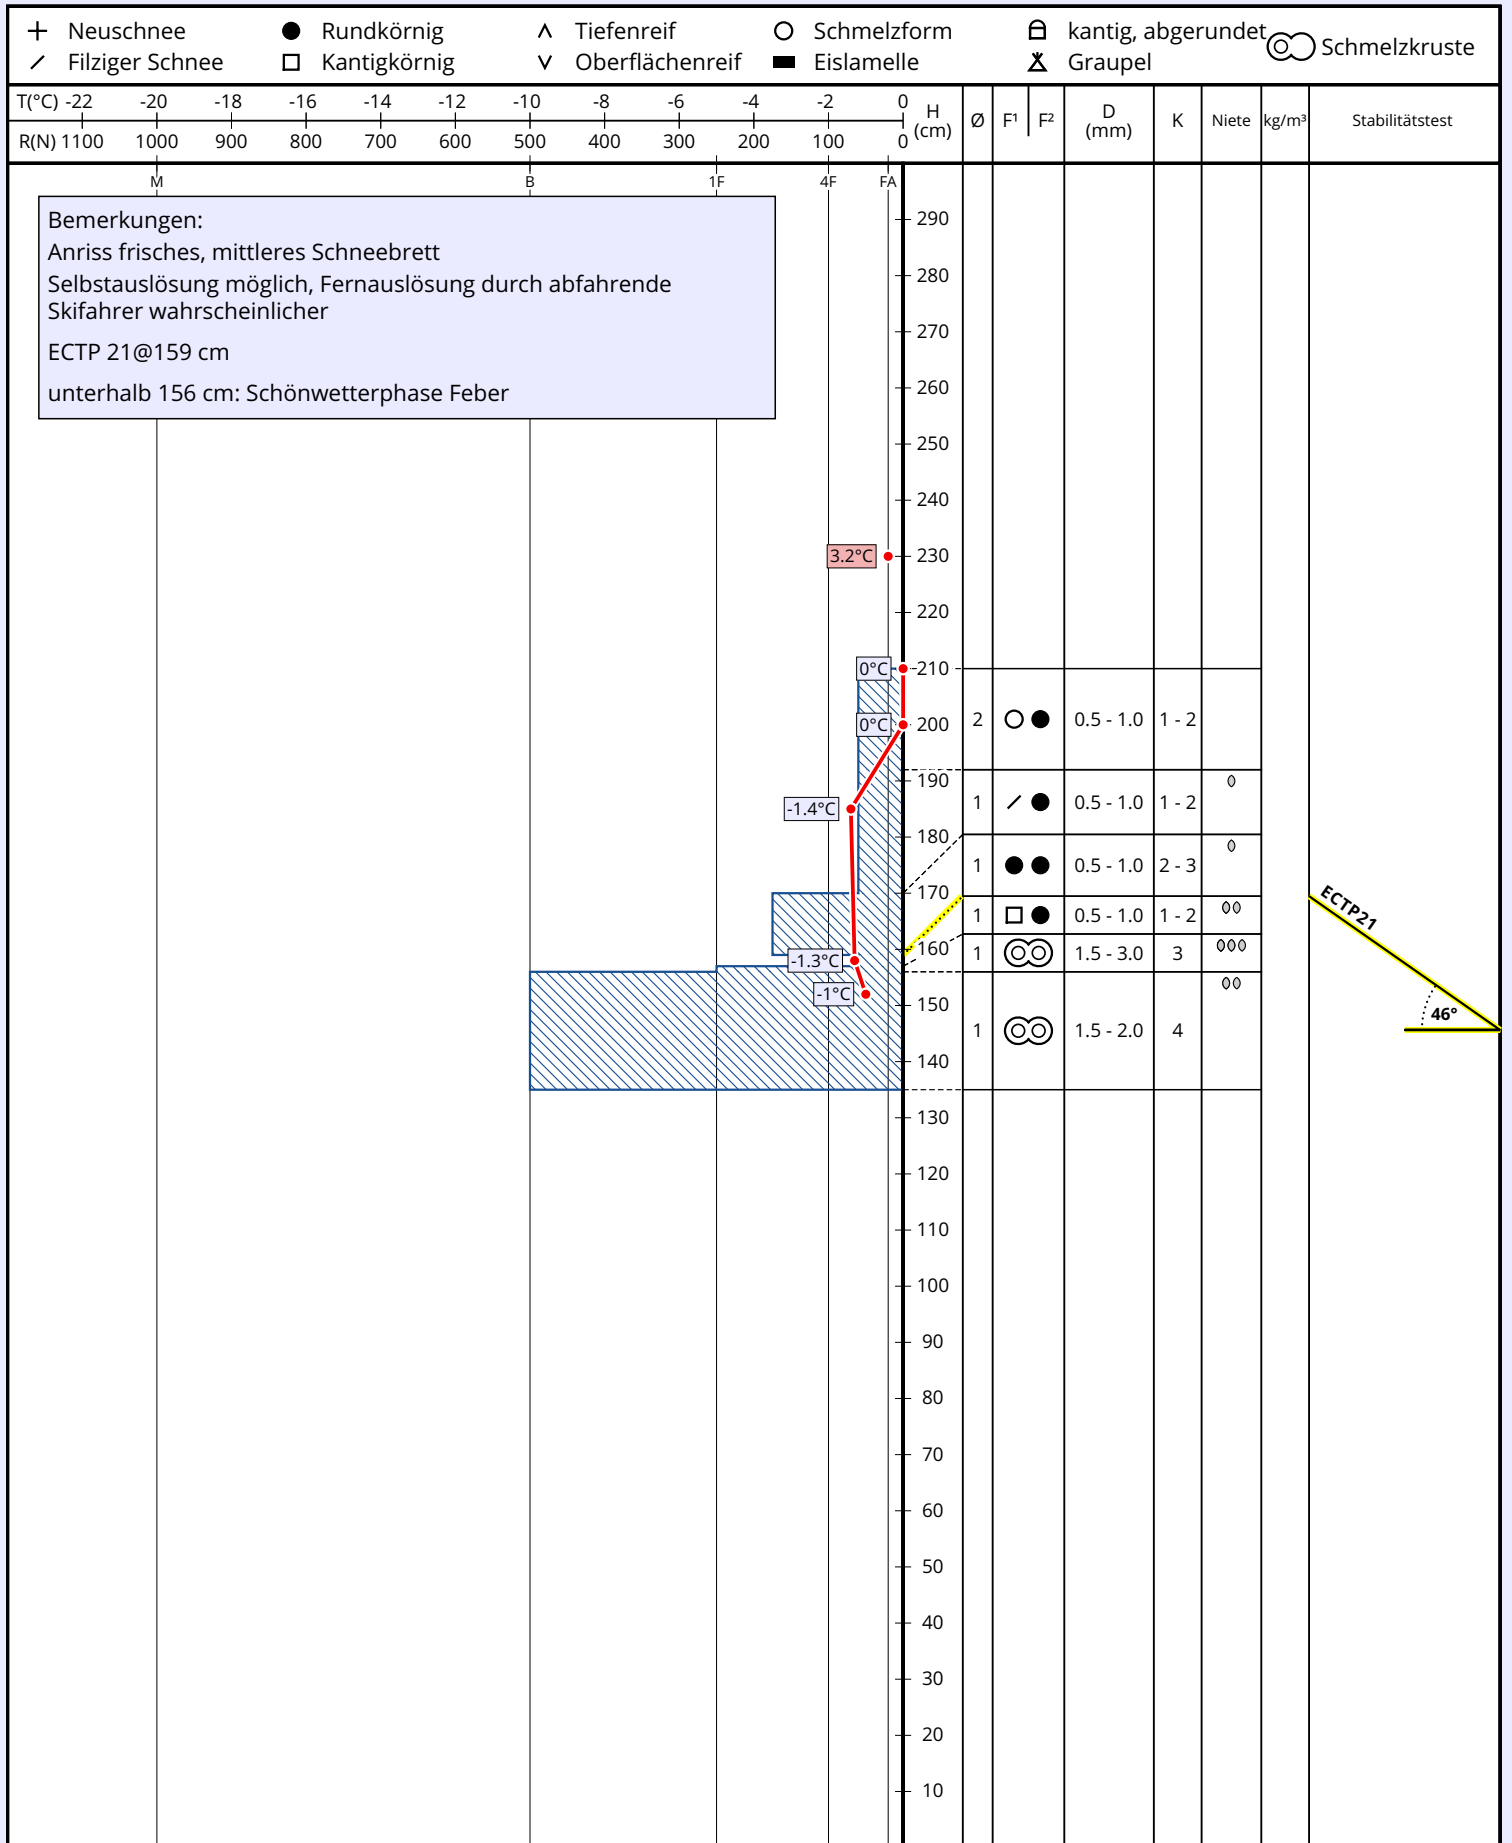 Neuschnee Rundkörnig Tiefenreif Schmelzform kantig, abgerundet Schmelzkruste
Filziger Schnee Kantigkörnig Oberflächenreif Eislamelle Graupel
T(°C) -22 -20 -18 -16 -14 -12 -10 -8 -6 -4 -2 0
R(N) 1100 1000 900 800 700 600 500 400 300 200 100 0
H (cm) Ø F¹ F² D (mm) K Niete kg/m³ Stabilitätstest
M B 1F 4F FA
Bemerkungen:
Anriss frisches, mittleres Schneebrett
Selbstauslösung möglich, Fernauslösung durch abfahrende
Skifahrer wahrscheinlicher
ECTP 21@159 cm
unterhalb 156 cm: Schönwetterphase Feber
290
280
270
260
250
240
3.2°C 230
220
0°C 210
0°C 200 2 0.5 - 1.0 1 - 2
190
-1.4°C 1 0.5 - 1.0 1 - 2
180
1 0.5 - 1.0 2 - 3
170
1 0.5 - 1.0 1 - 2
ECTP21
160 1 1.5 - 3.0 3
-1.3°C
-1°C
150
46°
1 1.5 - 2.0 4
140
130
120
110
100
90
80
70
60
50
40
30
20
10